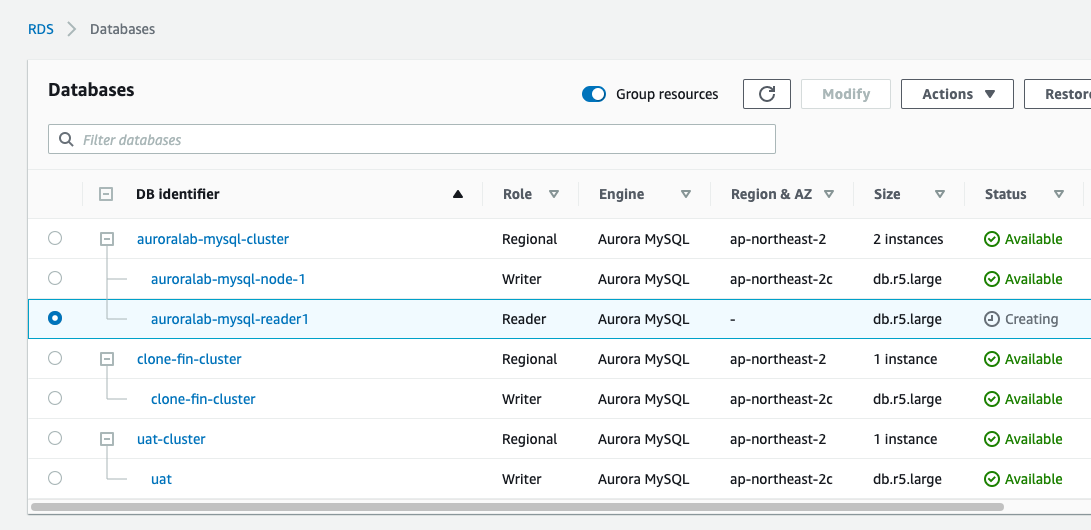 RDS > Databases
Databases
Group resources
Modify
Actions
Filter databases
DB identifier Role Engine Region & AZ Size Status
auroralab-mysql-cluster Regional Aurora MySQL ap-northeast-2 2 instances Available
auroralab-mysql-node-1 Writer Aurora MySQL ap-northeast-2c db.r5.large Available
auroralab-mysql-reader1 Reader Aurora MySQL - db.r5.large Creating
clone-fin-cluster Regional Aurora MySQL ap-northeast-2 1 instance Available
clone-fin-cluster Writer Aurora MySQL ap-northeast-2c db.r5.large Available
uat-cluster Regional Aurora MySQL ap-northeast-2 1 instance Available
uat Writer Aurora MySQL ap-northeast-2c db.r5.large Available